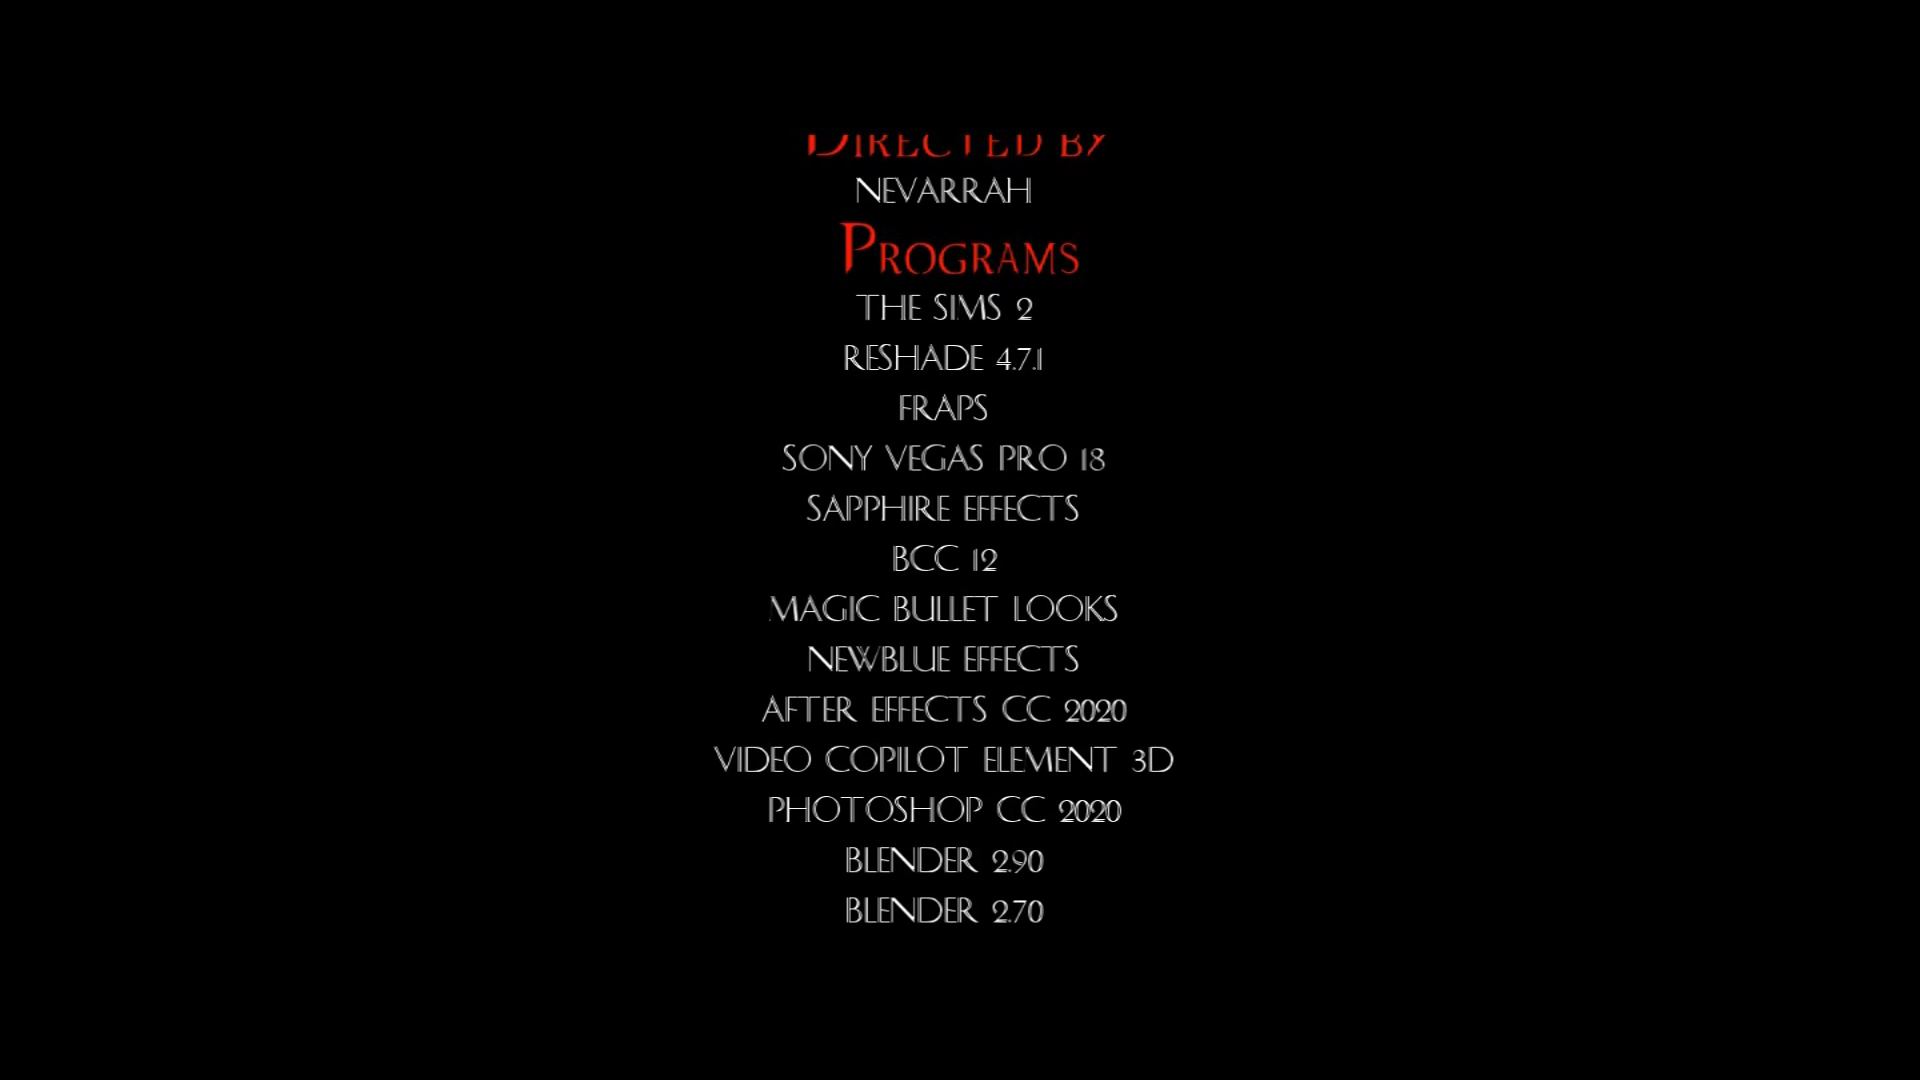 Directed by
NEVARRAH
Programs
THE SIMS 2
RESHADE 4.7.1
FRAPS
SONY VEGAS PRO 18
SAPPHIRE EFFECTS
BCC 12
MAGIC BULLET LOOKS
NEWBLUE EFFECTS
AFTER EFFECTS CC 2020
VIDEO COPILOT ELEMENT 3D
PHOTOSHOP CC 2020
BLENDER 2.90
BLENDER 2.70